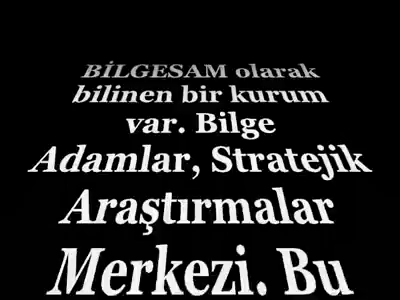 BİLGESAM olarak
bilinen bir kurum
var. Bilge
Adamlar, Stratejik
Araştırmalar
Merkezi. Bu